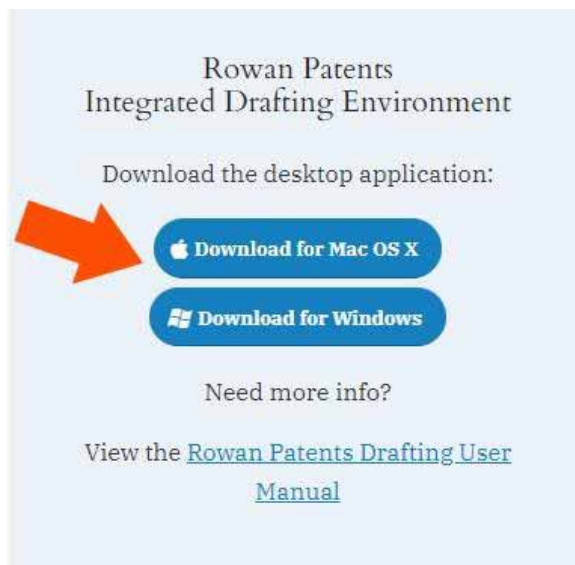 Rowan Patents
Integrated Drafting Environment
Download the desktop application:
Download for Mac OS X
Download for Windows
Need more info?
View the Rowan Patents Drafting User
Manual